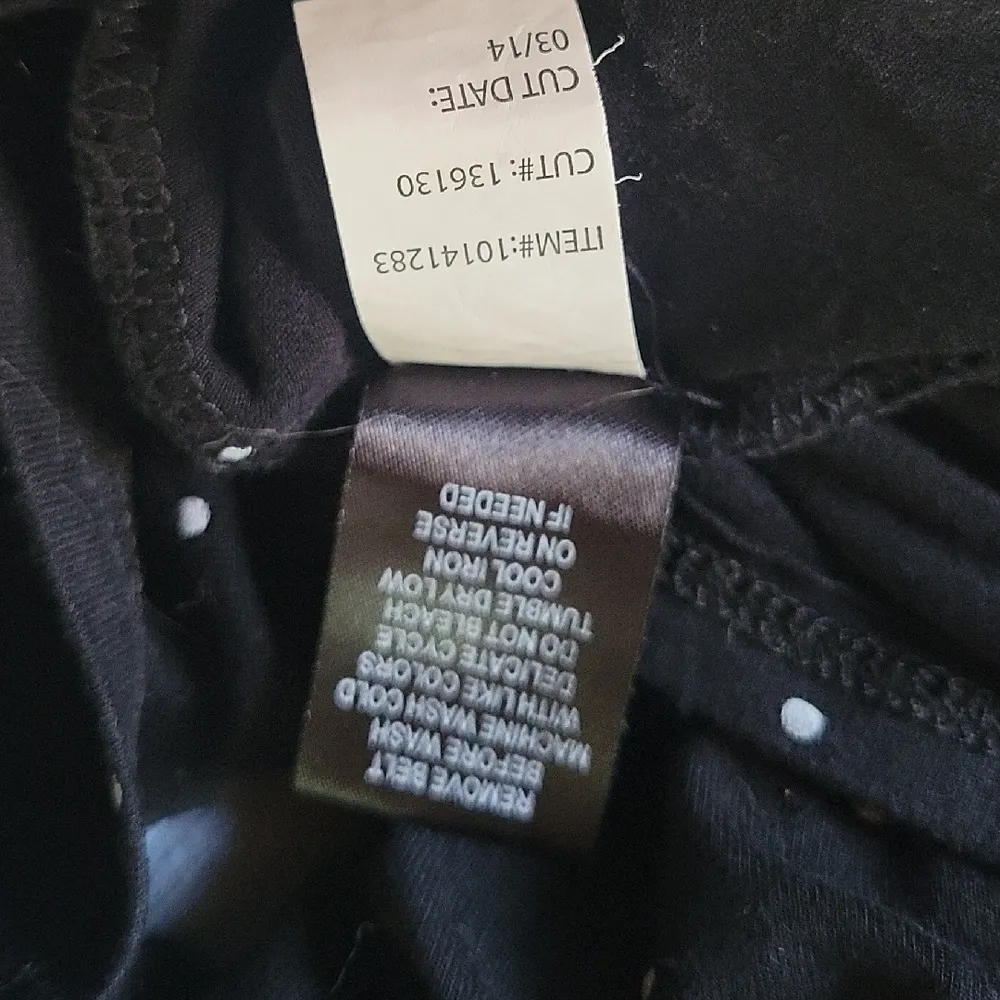 REMOVE BELT
BEFORE WASH
MACHINE WASH COLD
WITH LIKE COLORS
DELICATE CYCLE
DO NOT BLEACH
TUMBLE DRY LOW
COOL IRON
ON REVERSE
IF NEEDED
ITEM#:10141283
CUT#: 136130
CUT DATE:
03/14